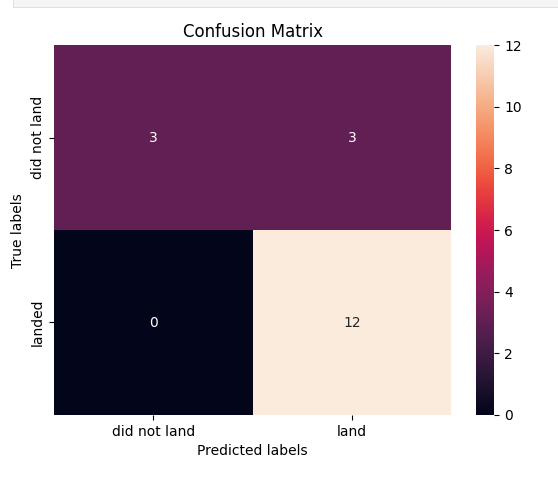 Confusion Matrix
12
10
8
6
4
2
0
True labels
did not land
landed
3
3
0
12
did not land
land
Predicted labels